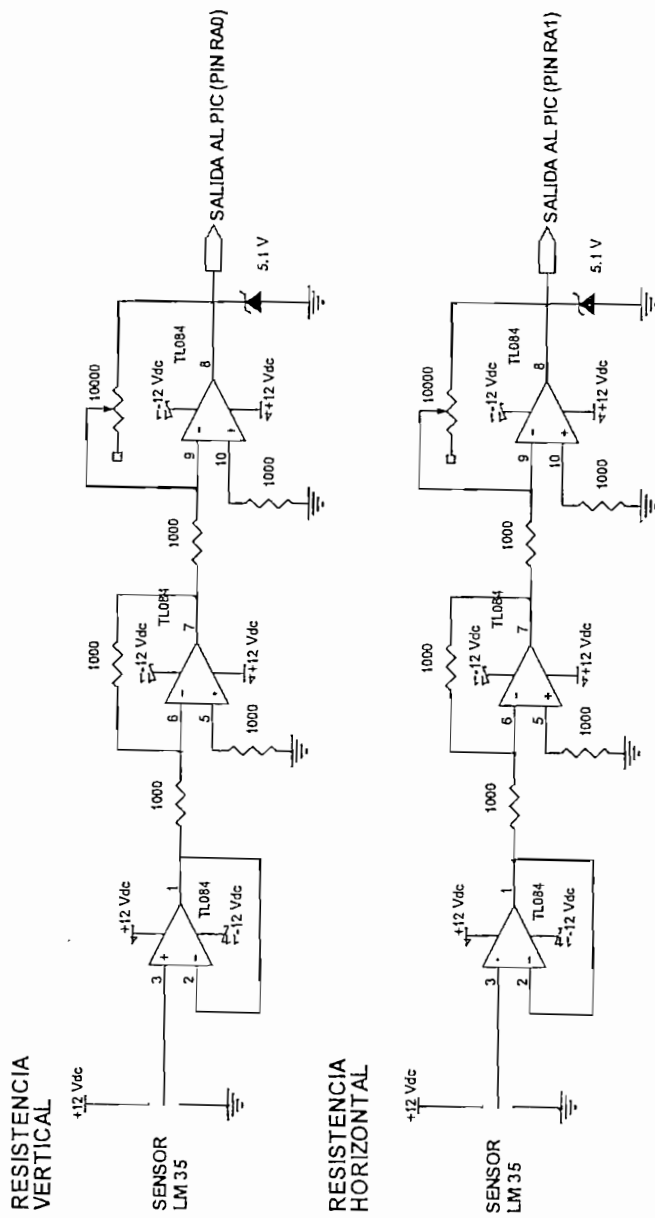 RESISTENCIA
VERTICAL
+12 Vdc
SENSOR
LM 35
3
2
+
-
+12 Vdc
1
TL084
-12 Vdc
1000
1000
6
5
-
1000
-12 Vdc
TL084
7
+12 Vdc
1000
10000
9
10
-
1000
-12 Vdc
TL084
8
+12 Vdc
5.1 V
SALIDA AL PIC (PIN RA0)
RESISTENCIA
HORIZONTAL
+12 Vdc
SENSOR
LM 35
3
2
-
+12 Vdc
1
TL084
-12 Vdc
1000
1000
6
5
-
+
1000
-12 Vdc
TL084
7
+12 Vdc
1000
10000
9
10
-
+
1000
-12 Vdc
TL084
8
+12 Vdc
5.1 V
SALIDA AL PIC (PIN RA1)